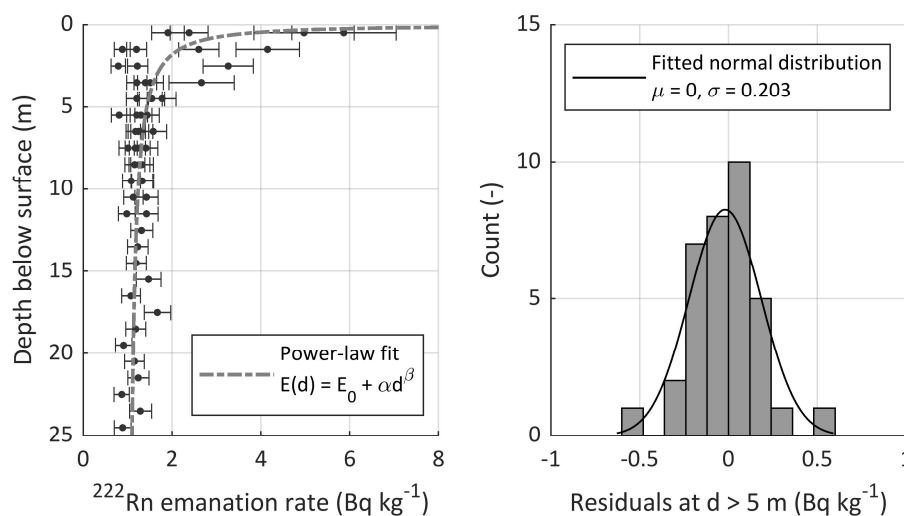 0
5
10
15
20
25
Depth below surface (m)
0
2
4
6
8
²²²Rn emanation rate (Bq kg⁻¹)
Power-law fit
E(d) = E₀ + αdᵝ
15
10
5
0
Count (-)
-1
-0.5
0
0.5
1
Residuals at d > 5 m (Bq kg⁻¹)
Fitted normal distribution
μ = 0, σ = 0.203